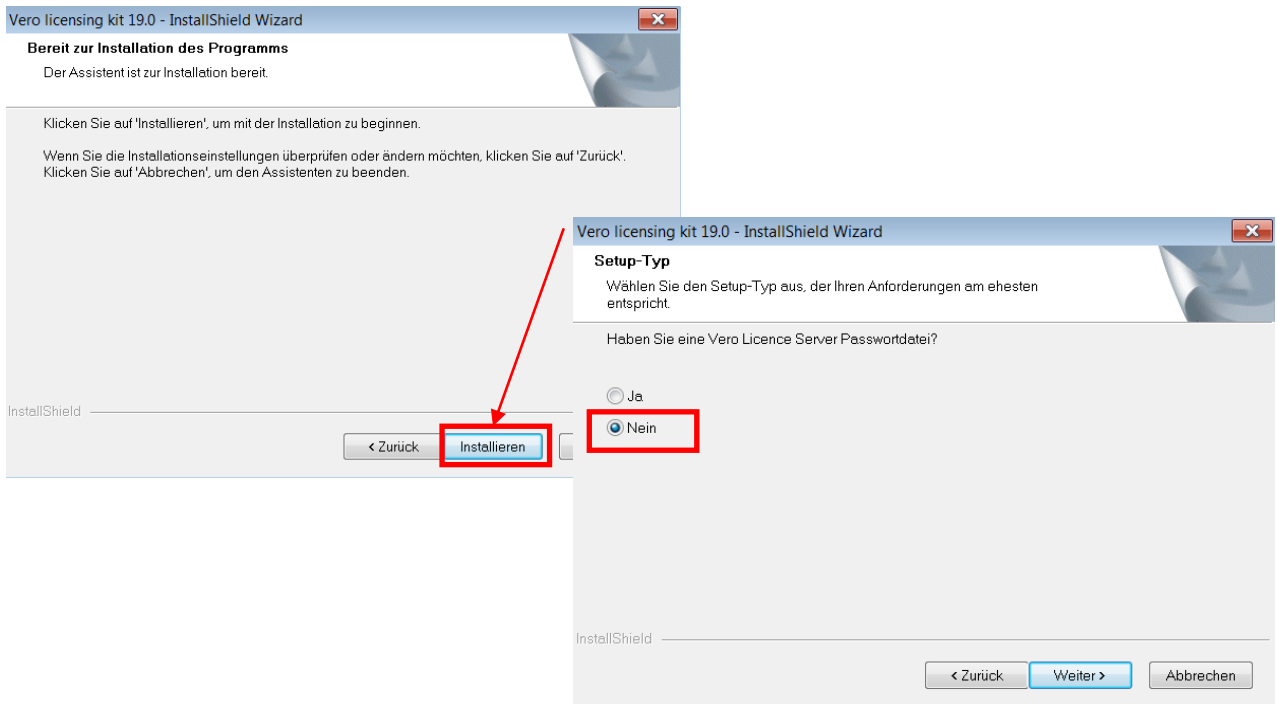 Vero licensing kit 19.0 - InstallShield Wizard
Bereit zur Installation des Programms
Der Assistent ist zur Installation bereit.
Klicken Sie auf 'Installieren', um mit der Installation zu beginnen.
Wenn Sie die Installationseinstellungen überprüfen oder ändern möchten, klicken Sie auf 'Zurück'.
Klicken Sie auf 'Abbrechen', um den Assistenten zu beenden.
InstallShield
< Zurück
Installieren
Vero licensing kit 19.0 - InstallShield Wizard
Setup-Typ
Wählen Sie den Setup-Typ aus, der Ihren Anforderungen am ehesten
entspricht.
Haben Sie eine Vero Licence Server Passwortdatei?
Ja
Nein
InstallShield
< Zurück
Weiter >
Abbrechen